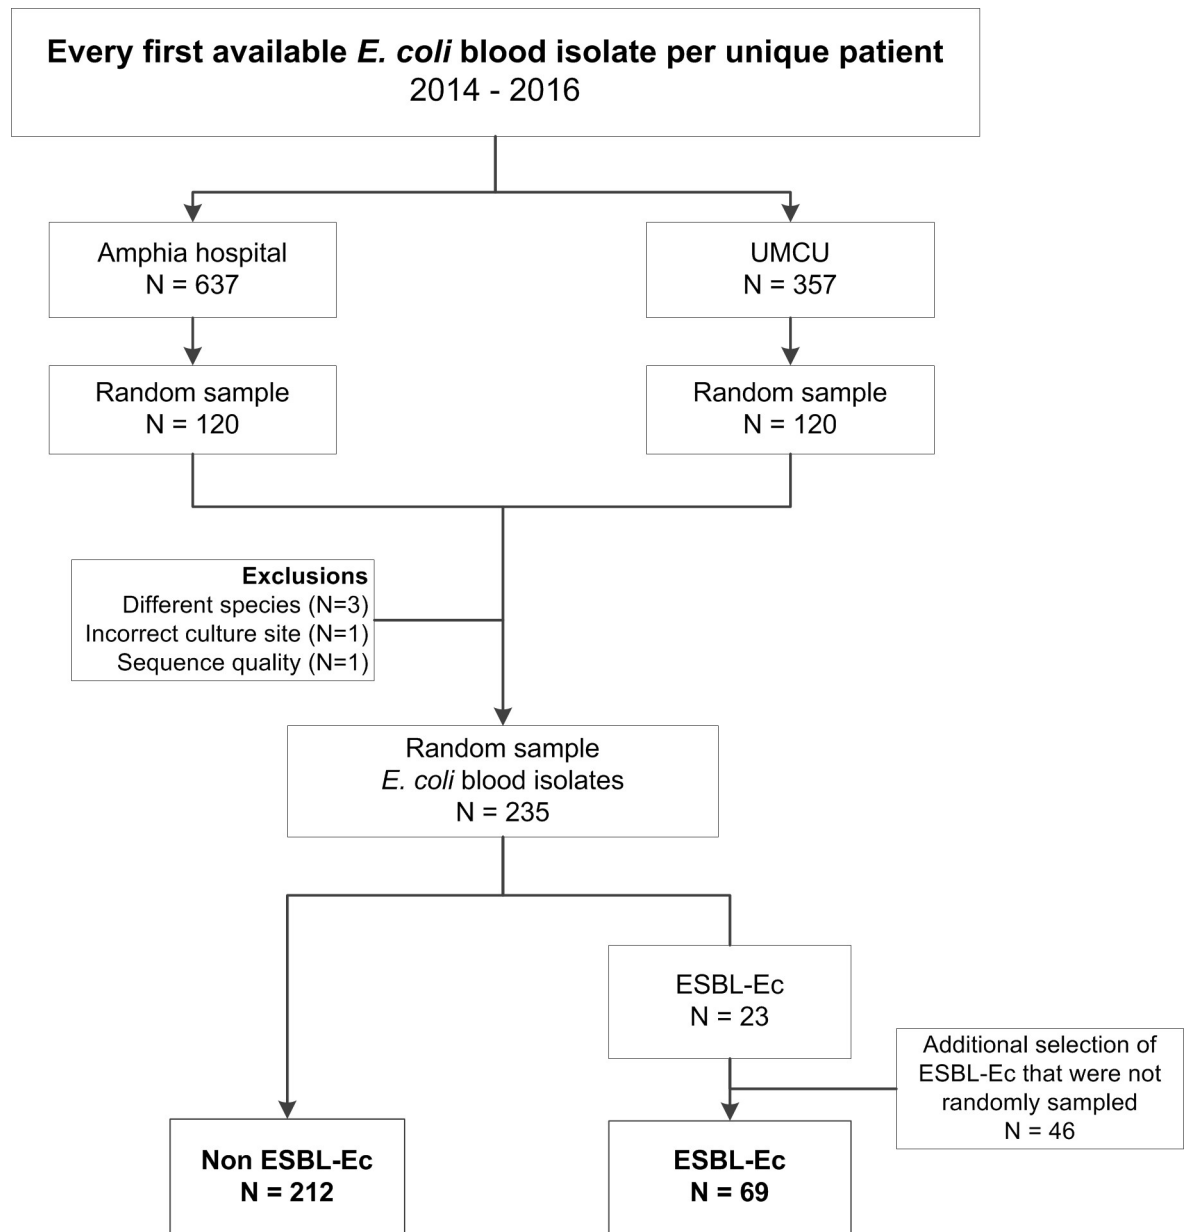 Every first available E. coli blood isolate per unique patient
2014 - 2016
Amphia hospital
N = 637
UMCU
N = 357
Random sample
N = 120
Random sample
N = 120
Exclusions
Different species (N=3)
Incorrect culture site (N=1)
Sequence quality (N=1)
Random sample
E. coli blood isolates
N = 235
ESBL-Ec
N = 23
Additional selection of
ESBL-Ec that were not
randomly sampled
N = 46
Non ESBL-Ec
N = 212
ESBL-Ec
N = 69